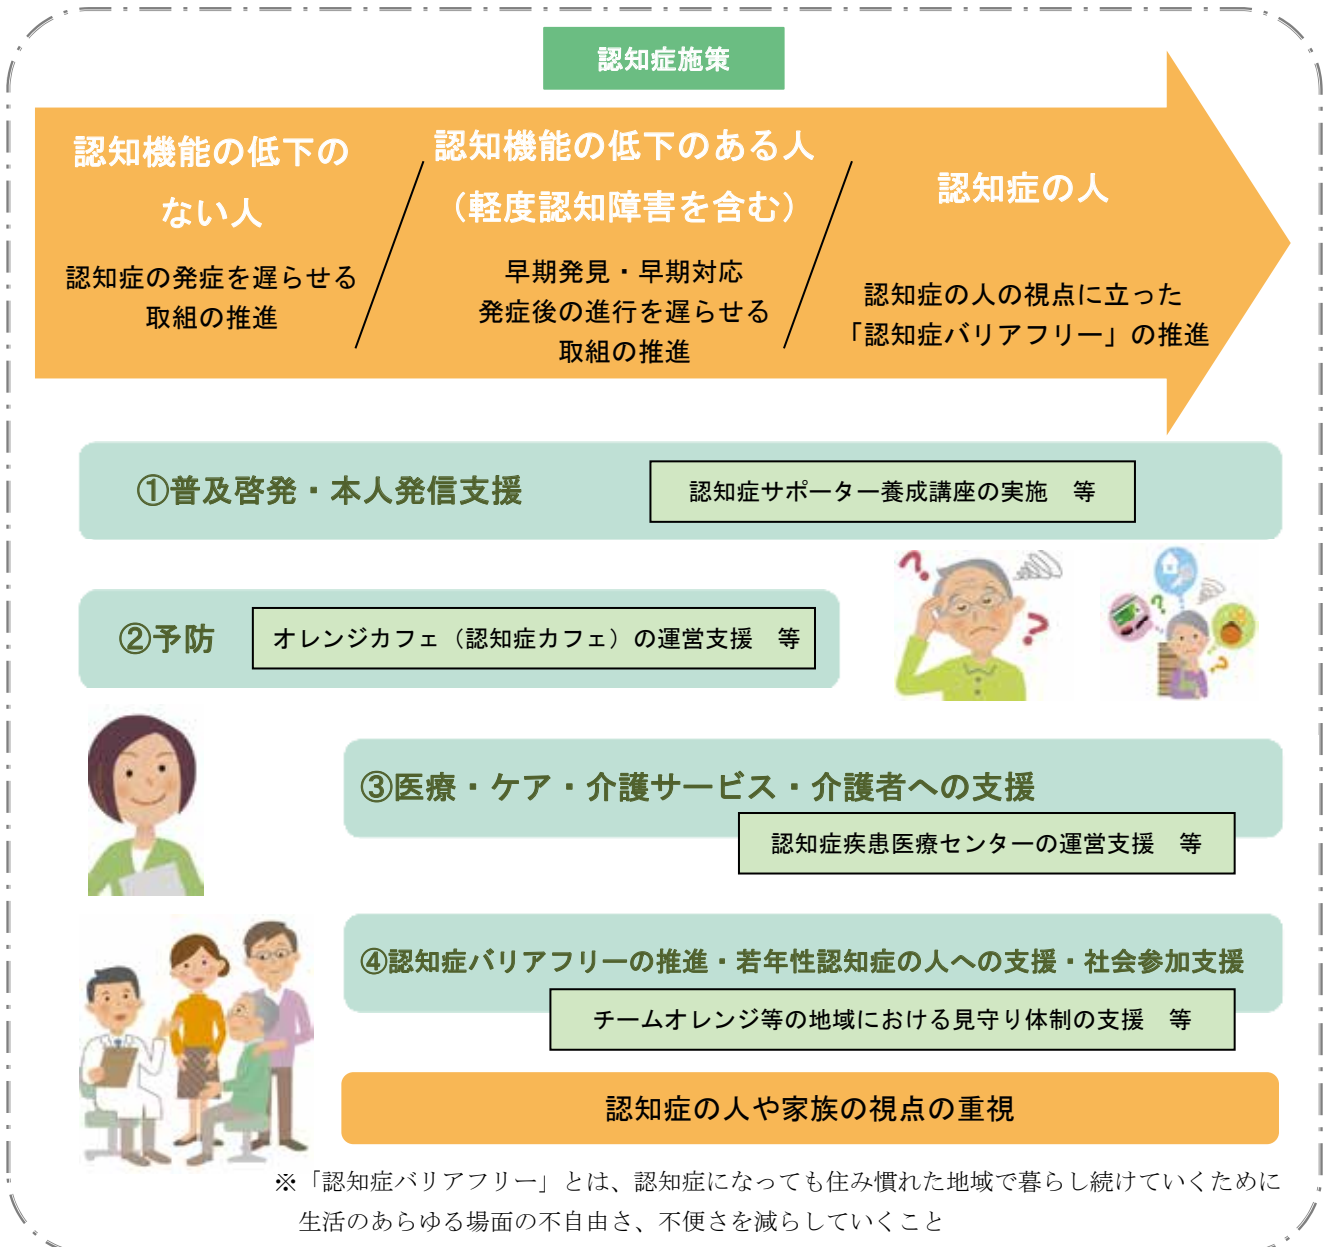 認知症施策
認知機能の低下の
ない人
認知症の発症を遅らせる
取組の推進
認知機能の低下のある人
（軽度認知障害を含む）
早期発見・早期対応
発症後の進行を遅らせる
取組の推進
認知症の人
認知症の人の視点に立った
「認知症バリアフリー」の推進
①普及啓発・本人発信支援
認知症サポーター養成講座の実施　等
②予防
オレンジカフェ（認知症カフェ）の運営支援　等
③医療・ケア・介護サービス・介護者への支援
認知症疾患医療センターの運営支援　等
④認知症バリアフリーの推進・若年性認知症の人への支援・社会参加支援
チームオレンジ等の地域における見守り体制の支援　等
認知症の人や家族の視点の重視
※「認知症バリアフリー」とは、認知症になっても住み慣れた地域で暮らし続けていくために
生活のあらゆる場面の不自由さ、不便さを減らしていくこと